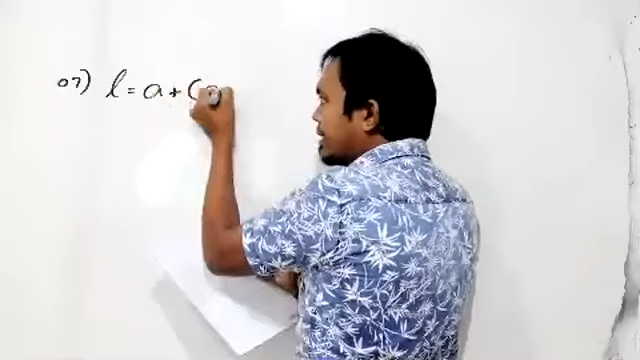 07) l = a + (